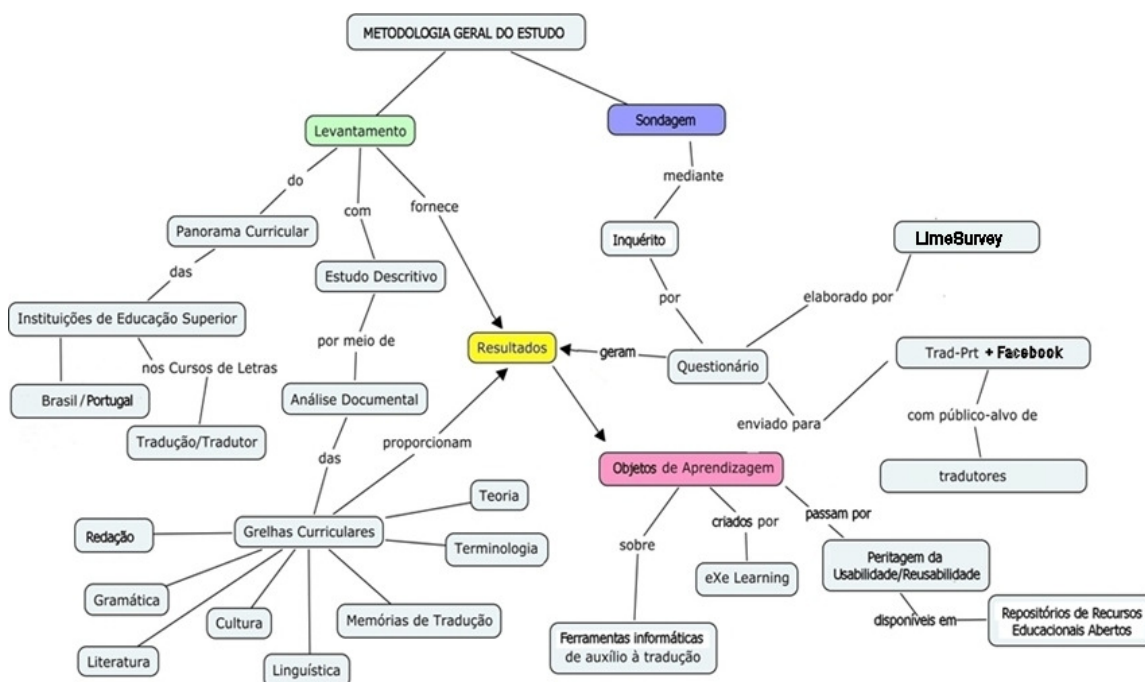 METODOLOGIA GERAL DO ESTUDO
Levantamento
Sondagem
do
com
fornece
mediante
Panorama Curricular
Inquérito
LimeSurvey
das
Estudo Descritivo
por
elaborado por
Instituições de Educação Superior
por meio de
Resultados
geram
Questionário
Trad-Prt + Facebook
nos Cursos de Letras
Brasil / Portugal
Análise Documental
enviado para
com público-alvo de
Tradução/Tradutor
proporcionam
das
Objetos de Aprendizagem
tradutores
Teoria
Redação
Grelhas Curriculares
Terminologia
sobre
criados por
passam por
Peritagem da
Usabilidade/Reusabilidade
eXe Learning
Gramática
Cultura
Memórias de Tradução
disponíveis em
Repositórios de Recursos
Educacionais Abertos
Ferramentas informáticas
de auxílio à tradução
Literatura
Linguística